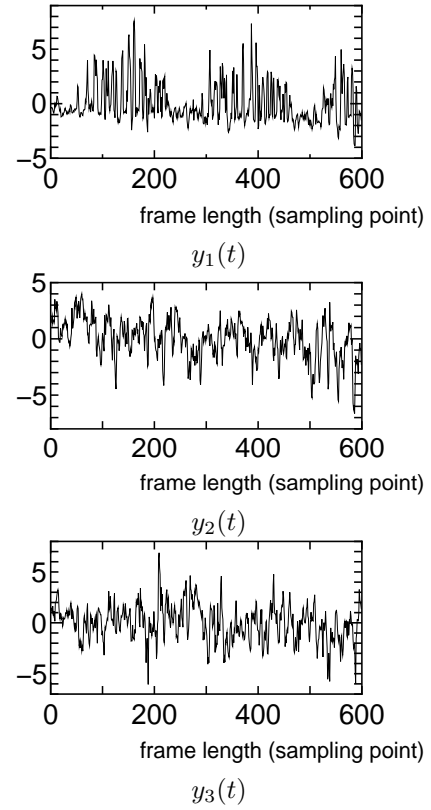 5
0
−5
0 200 400 600
frame length (sampling point)
y1(t)
5
0
−5
0 200 400 600
frame length (sampling point)
y2(t)
5
0
−5
0 200 400 600
frame length (sampling point)
y3(t)